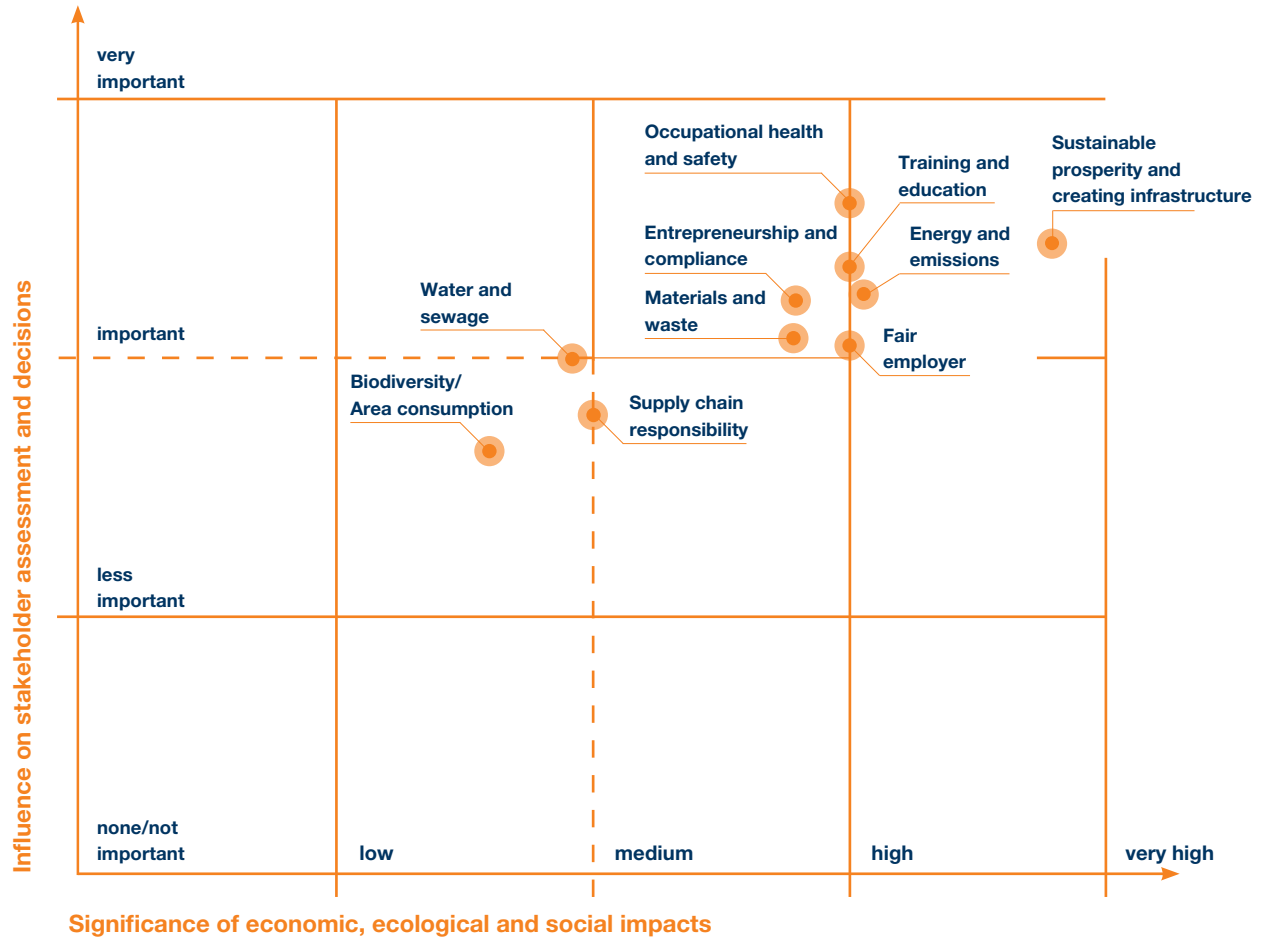 very
important
Occupational health
and safety
Sustainable
prosperity and
creating infrastructure
Training and
education
Entrepreneurship and
compliance
Energy and
emissions
Water and
sewage
Materials and
waste
important
Fair
employer
Biodiversity/
Area consumption
Supply chain
responsibility
less
important
none/not
important
low
medium
high
very high
Influence on stakeholder assessment and decisions
Significance of economic, ecological and social impacts